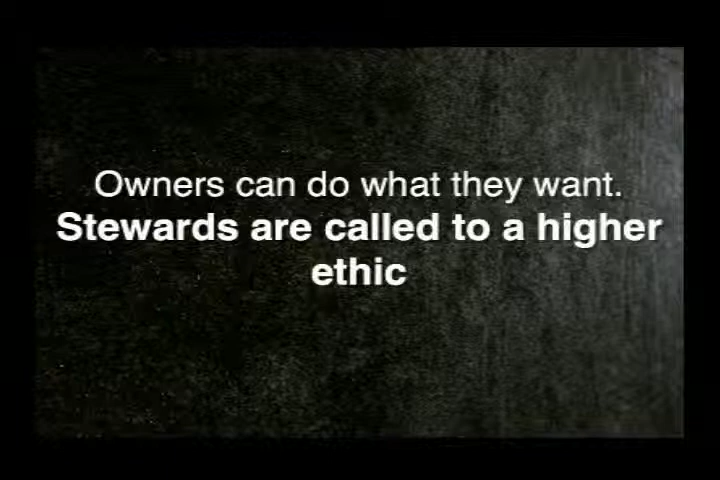 Owners can do what they want.
Stewards are called to a higher
ethic